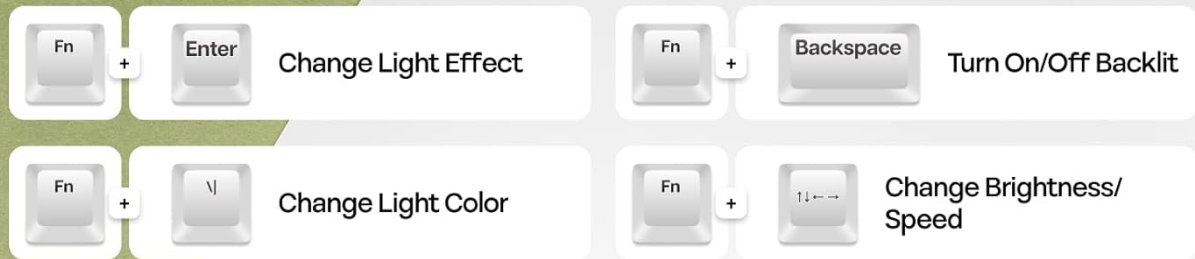 Fn + Enter Change Light Effect
Fn + Backspace Turn On/Off Backlit
Fn + \| Change Light Color
Fn + ↑↓←→ Change Brightness/
Speed